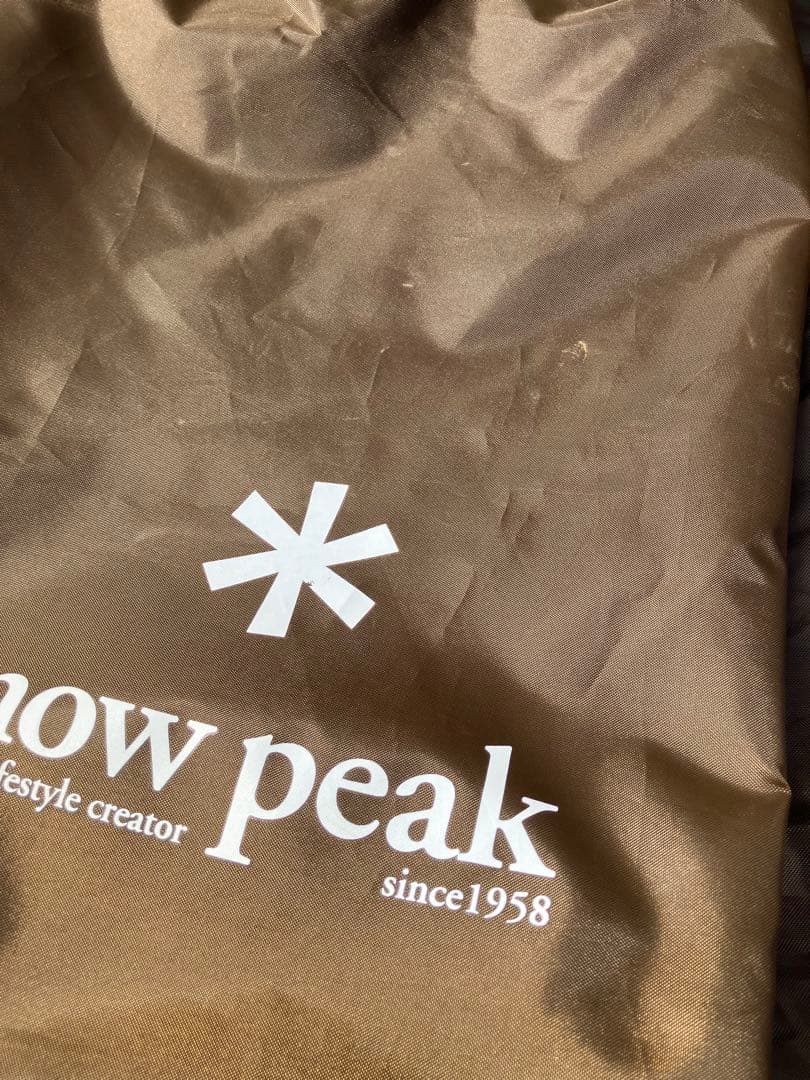 now peak
festyle creator
since1958